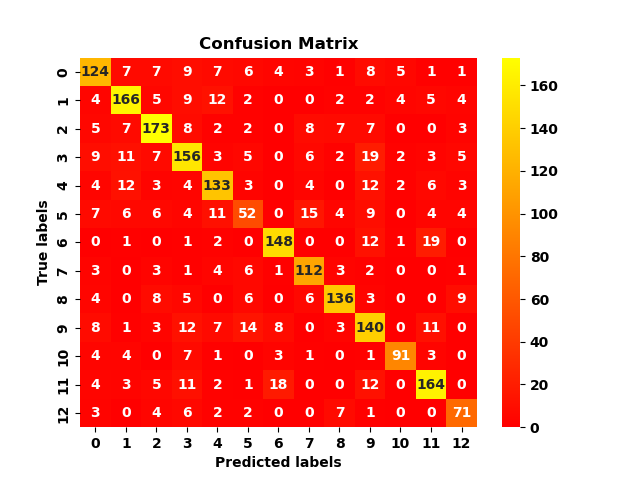 Confusion Matrix
0 124 7 7 9 7 6 4 3 1 8 5 1 1
1 4 166 5 9 12 2 0 0 2 2 4 5 4
2 5 7 173 8 2 2 0 8 7 7 0 0 3
3 9 11 7 156 3 5 0 6 2 19 2 3 5
4 4 12 3 4 133 3 0 4 0 12 2 6 3
5 7 6 6 4 11 52 0 15 4 9 0 4 4
6 0 1 0 1 2 0 148 0 0 12 1 19 0
7 3 0 3 1 4 6 1 112 3 2 0 0 1
8 4 0 8 5 0 6 0 6 136 3 0 0 9
9 8 1 3 12 7 14 8 0 3 140 0 11 0
10 4 4 0 7 1 0 3 1 0 1 91 3 0
11 4 3 5 11 2 1 18 0 0 12 0 164 0
12 3 0 4 6 2 2 0 0 7 1 0 0 71
0 1 2 3 4 5 6 7 8 9 10 11 12
Predicted labels
True labels
160
140
120
100
80
60
40
20
0